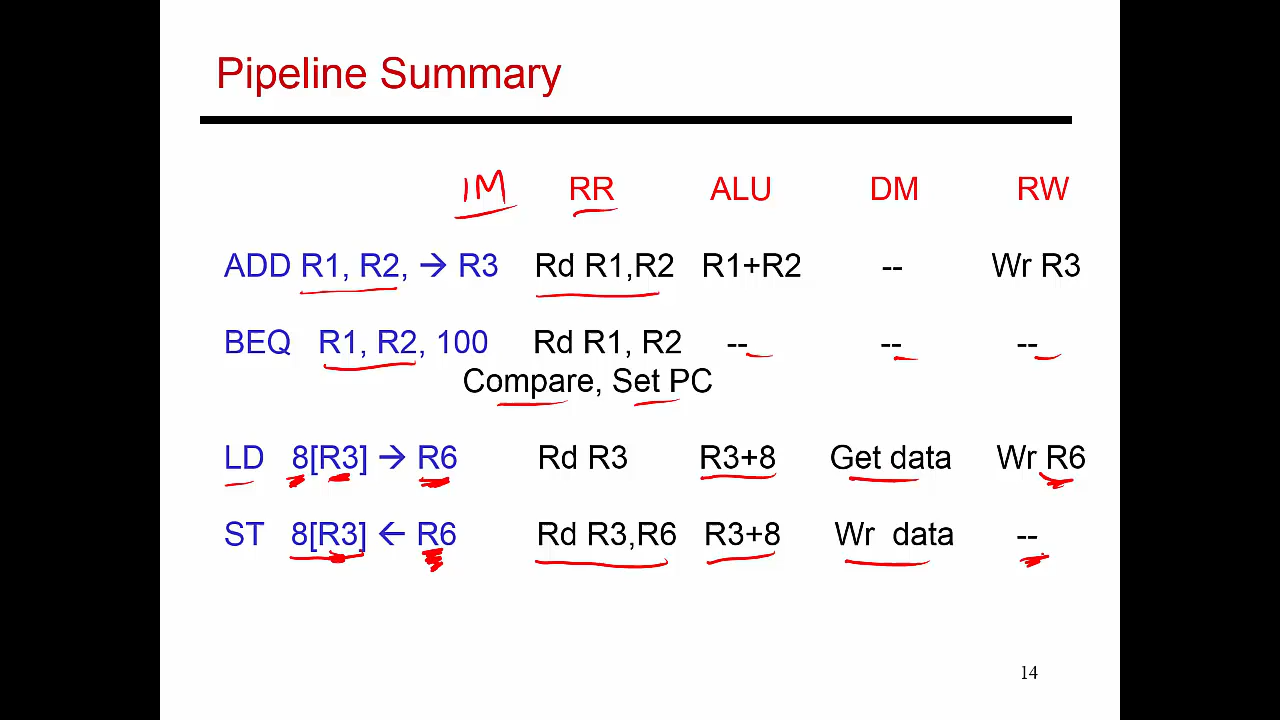 Pipeline Summary
IM RR ALU DM RW
ADD R1, R2, → R3 Rd R1,R2 R1+R2 -- Wr R3
BEQ R1, R2, 100 Rd R1, R2 -- -- --
Compare, Set PC
LD 8[R3] → R6 Rd R3 R3+8 Get data Wr R6
ST 8[R3] ← R6 Rd R3,R6 R3+8 Wr data --
14